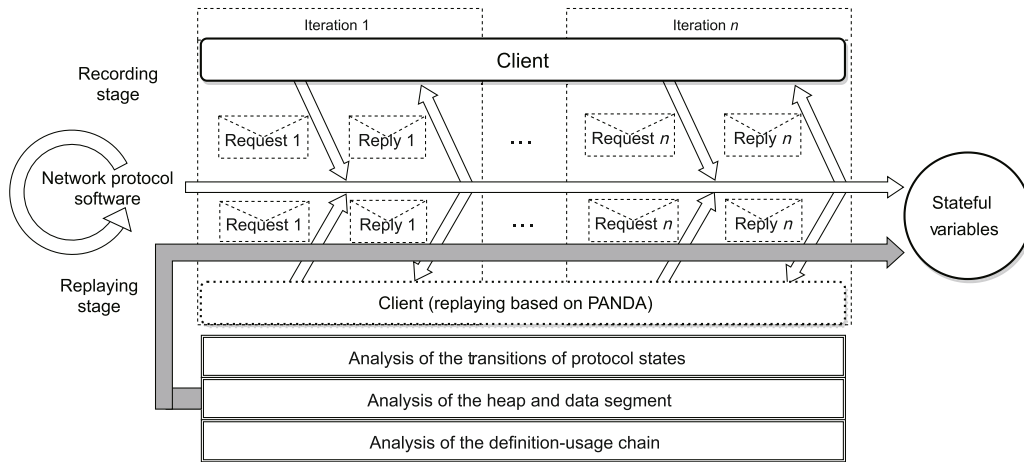 Iteration 1
Iteration n
Client
Recording
stage
Request 1
Reply 1
...
Request n
Reply n
Network protocol
software
Stateful
variables
Request 1
Reply 1
...
Request n
Reply n
Replaying
stage
Client (replaying based on PANDA)
Analysis of the transitions of protocol states
Analysis of the heap and data segment
Analysis of the definition-usage chain